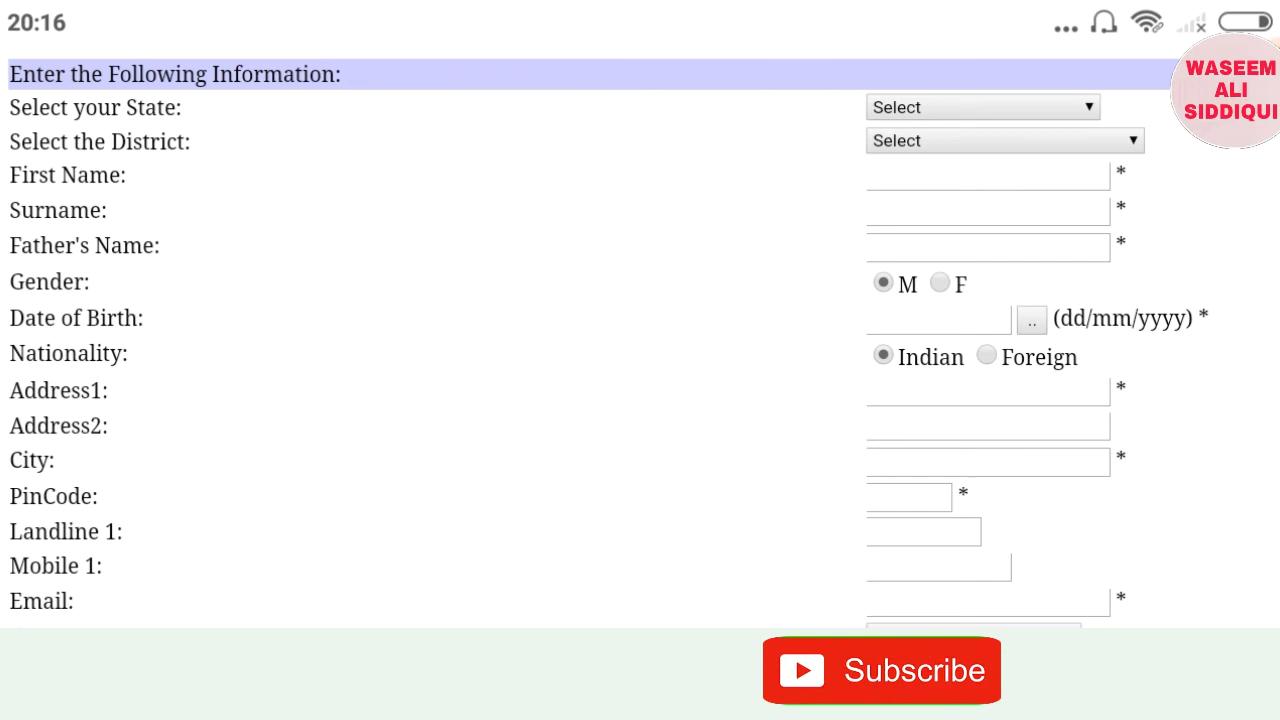 20:16
Enter the Following Information:
WASEEM
ALI
SIDDIQUI
Select your State: Select
Select the District: Select
First Name: *
Surname: *
Father's Name: *
Gender: M F
Date of Birth: .. (dd/mm/yyyy) *
Nationality: Indian Foreign
Address1: *
Address2:
City: *
PinCode: *
Landline 1:
Mobile 1:
Email: *
Subscribe